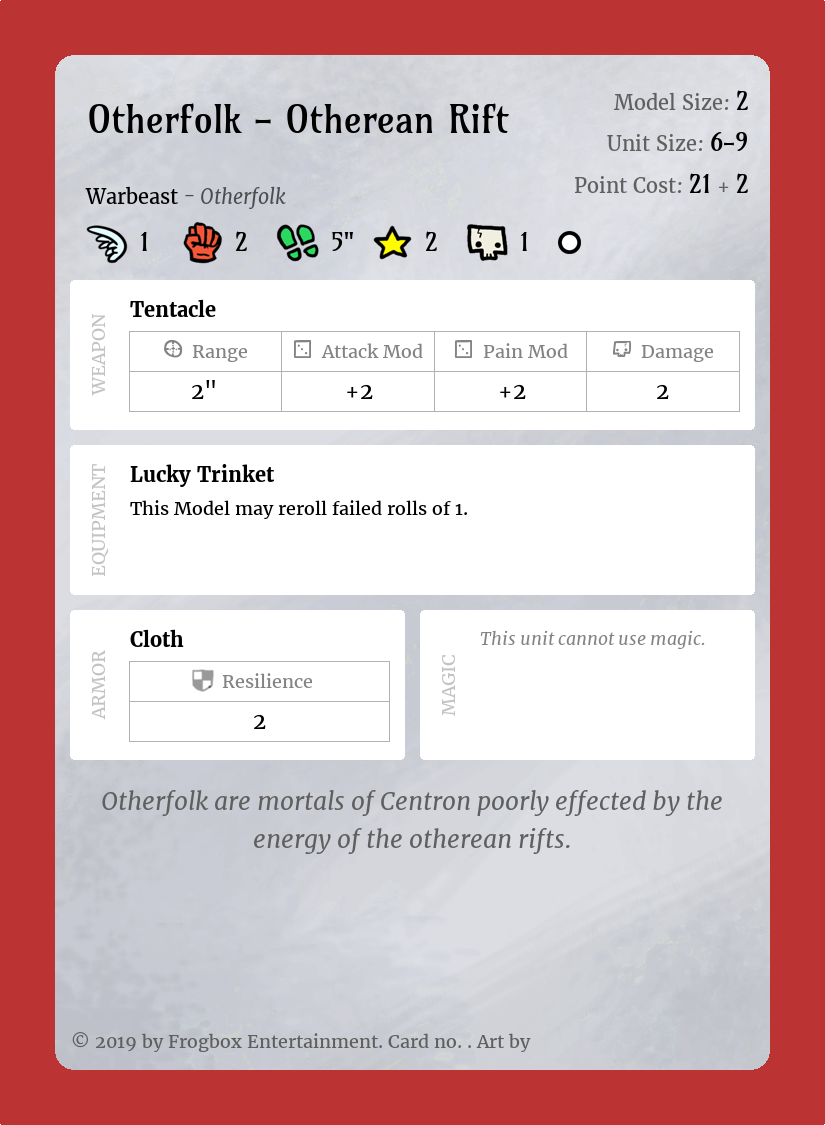 Otherfolk – Otherean Rift
Model Size: 2
Unit Size: 6–9
Point Cost: 21 + 2
Warbeast – Otherfolk
1 2 5" 2 1
WEAPON
Tentacle
Range Attack Mod Pain Mod Damage
2" +2 +2 2
EQUIPMENT
Lucky Trinket
This Model may reroll failed rolls of 1.
ARMOR
Cloth
Resilience
2
MAGIC
This unit cannot use magic.
Otherfolk are mortals of Centron poorly effected by the
energy of the otherean rifts.
© 2019 by Frogbox Entertainment. Card no. . Art by